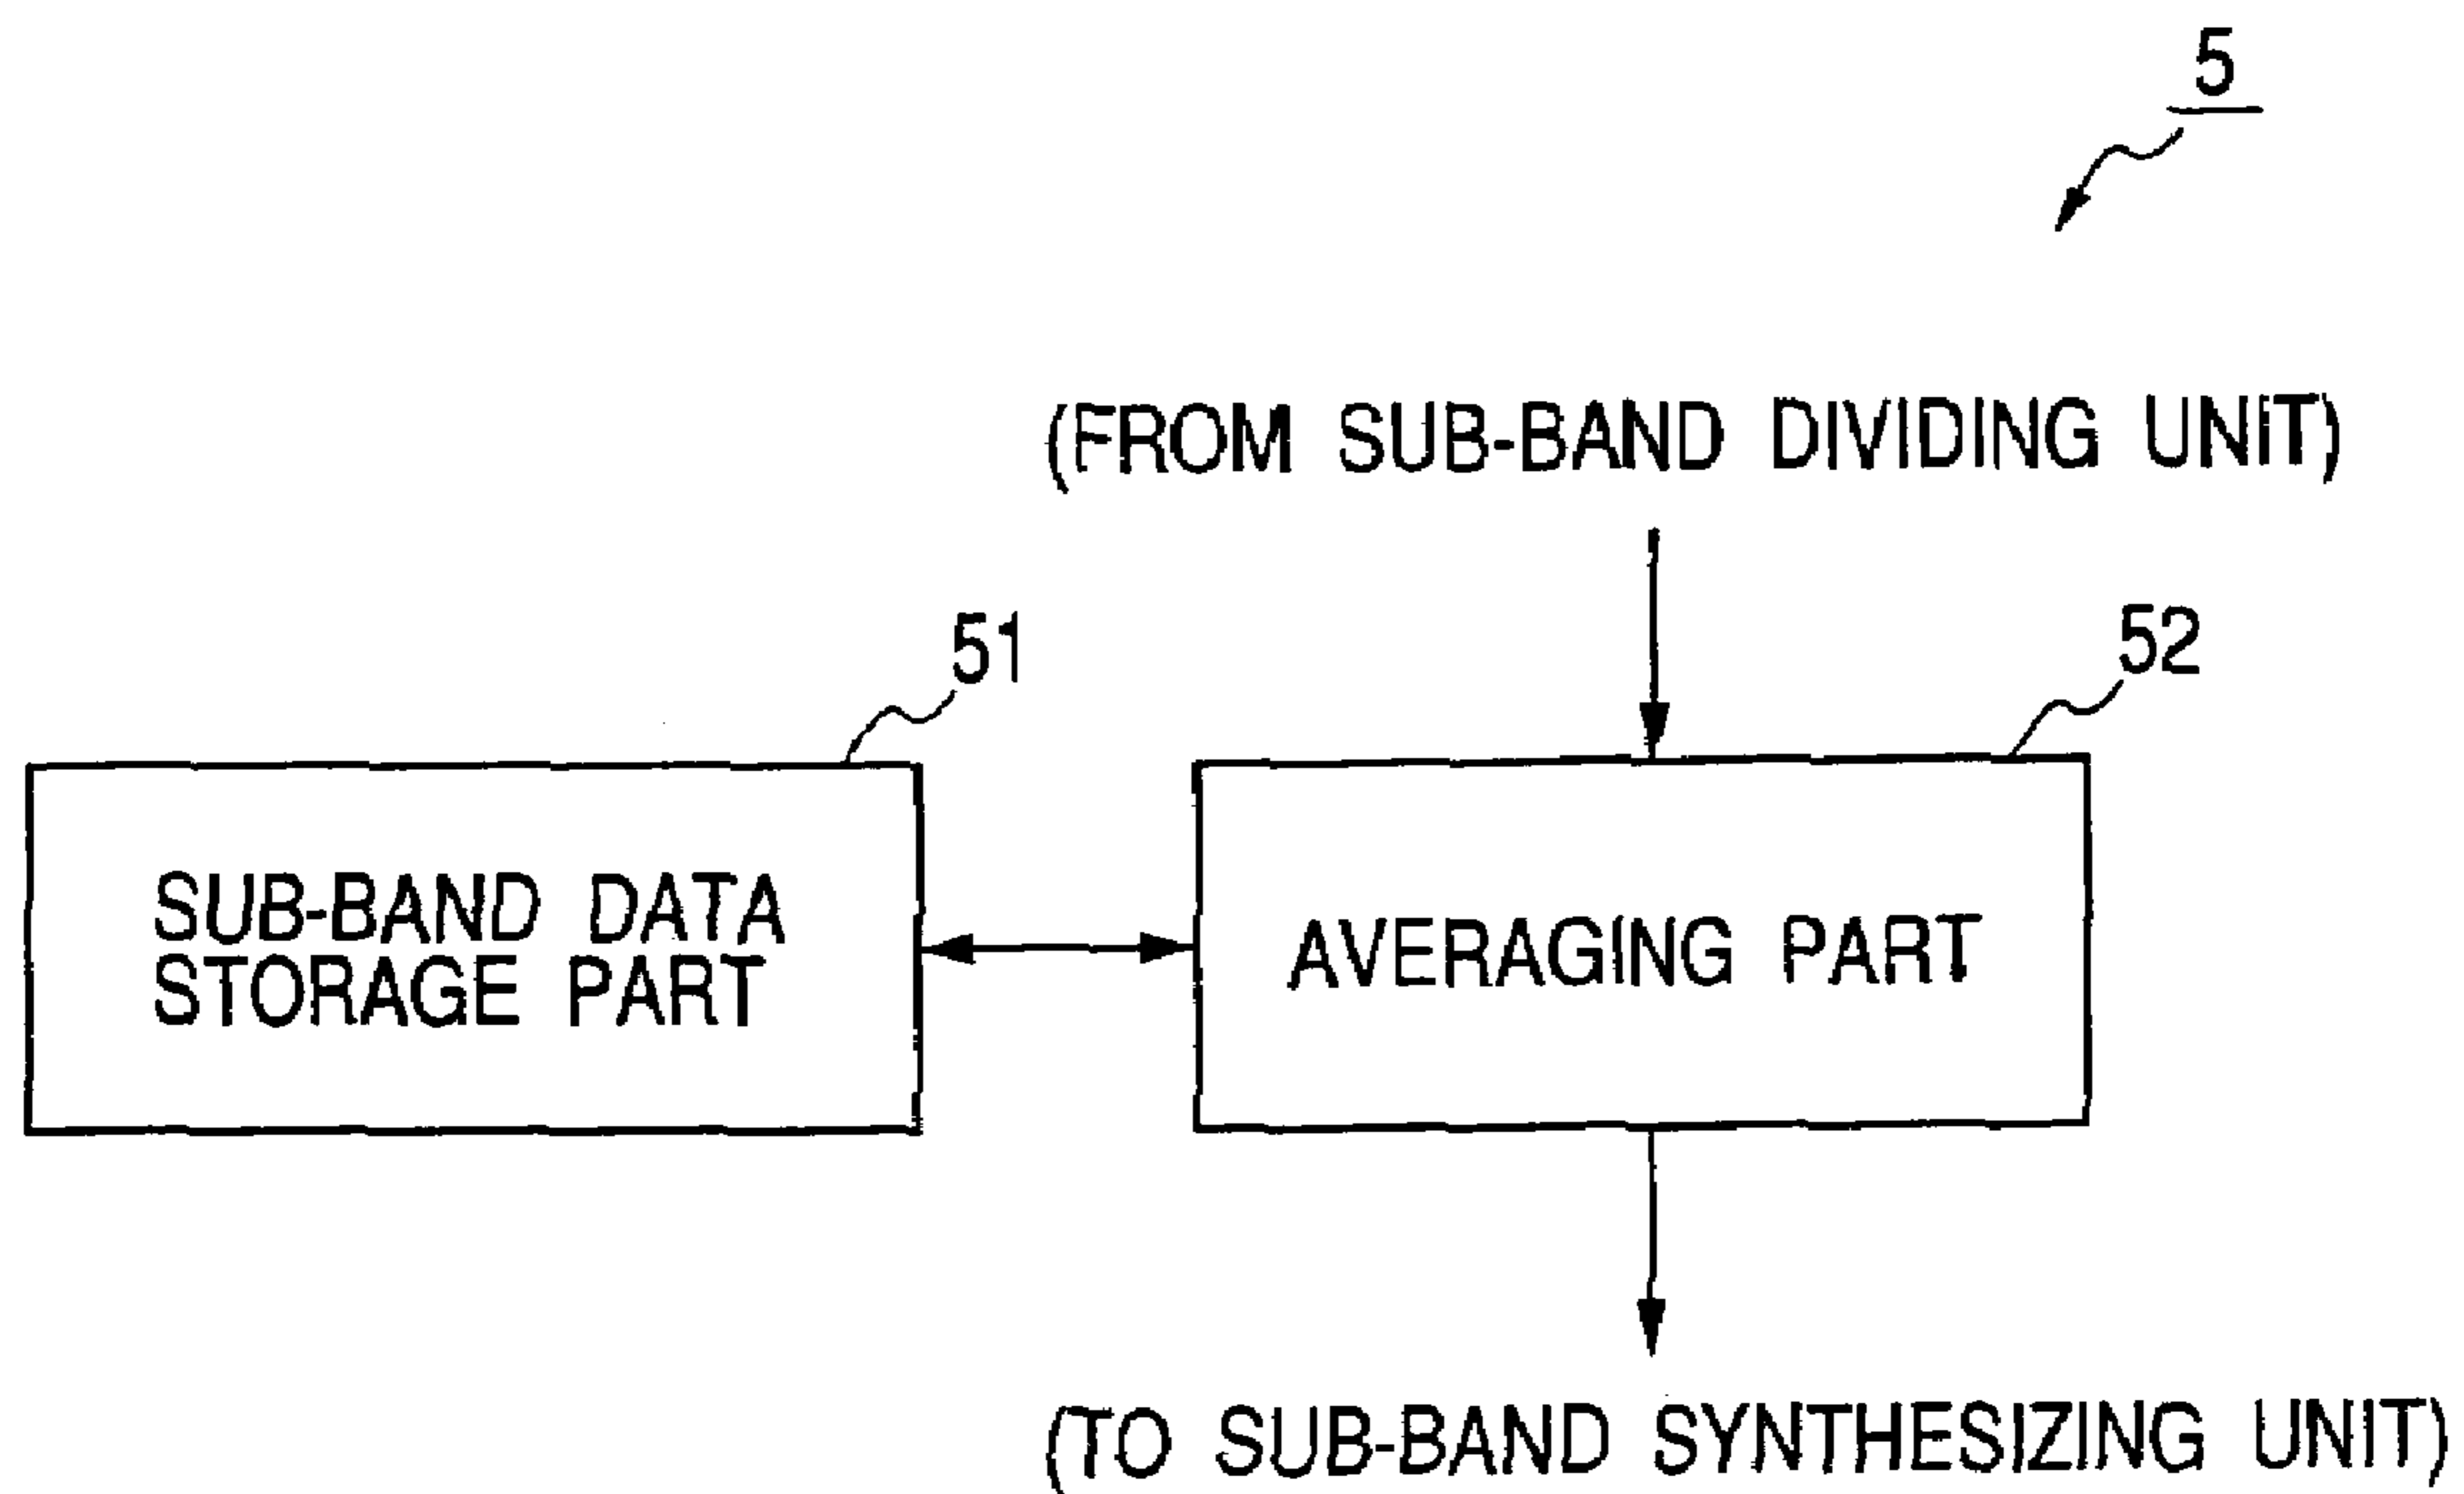 5
(FROM SUB-BAND DIVIDING UNiT)
51
52
SUB-BAND DATA
STORAGE PART
AVERAGING PART
(TO SUB-BAND SYNTHESIZING UNIT)